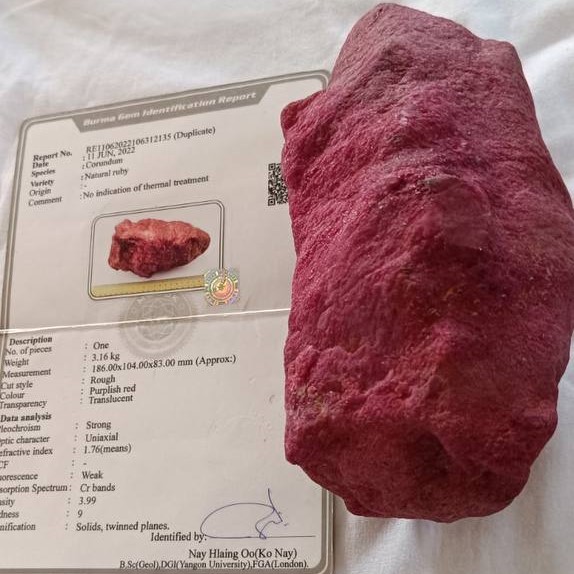 Burma Gem Identification Report
Report No. : RE11062022106312135 (Duplicate)
Date : 11 JUN, 2022
Species : Corundum
Variety : Natural ruby
Origin : -
Comment : No indication of thermal treatment
Description
No. of pieces : One
Weight : 3.16 kg
Measurement : 186.00x104.00x83.00 mm (Approx:)
Cut style : Rough
Colour : Purplish red
Transparency : Translucent
Data analysis
leochroism : Strong
ptic character : Uniaxial
efractive index : 1.76(means)
CF : -
uorescence : Weak
sorption Spectrum : Cr bands
nsity : 3.99
dness : 9
nification : Solids, twinned planes.
Identified by:
Nay Hlaing Oo(Ko Nay)
B.Sc(Geol),DGI(Yangon University),FGA(London).